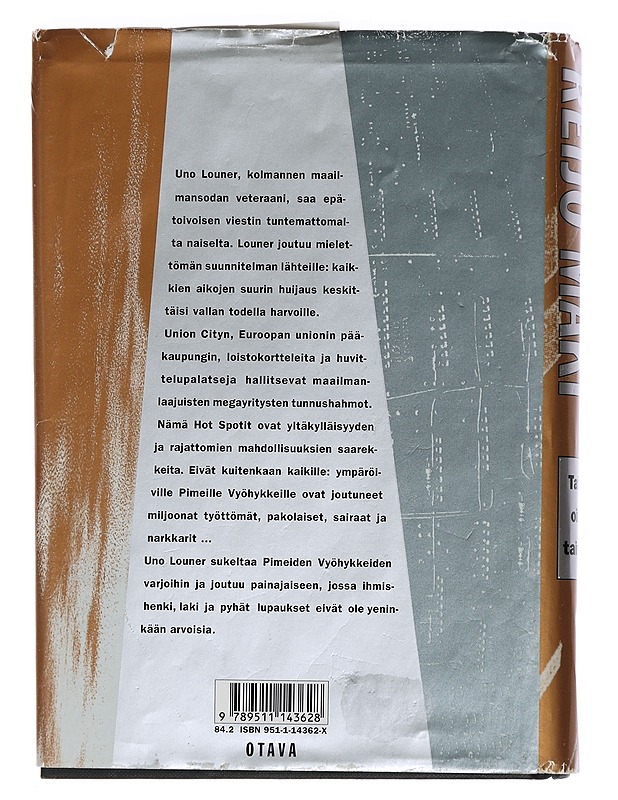 Uno Louner, kolmannen maail-
mansodan veteraani, saa epä-
toivoisen viestin tuntemattomal-
ta naiselta. Louner joutuu mielet-
tömän suunnitelman lähteille: kaik-
kien aikojen suurin huijaus keskit-
täisi vallan todella harvoille.
Union Cityn, Euroopan unionin pää-
kaupungin, loistokortteleita ja huvit-
telupalatseja hallitsevat maailman-
laajuisten megayritysten tunnushahmot.
Nämä Hot Spotit ovat yltäkylläisyyden
ja rajattomien mahdollisuuksien saarek-
keita. Eivät kuitenkaan kaikille: ympäröl-
ville Pimeille Vyöhykkeille ovat joutuneet
miljoonat työttömät, pakolaiset, sairaat ja
narkkarit ...
Uno Louner sukeltaa Pimeiden Vyöhykkeiden
varjoihin ja joutuu painajaiseen, jossa ihmis-
henki, laki ja pyhät lupaukset eivät ole yenin-
kään arvoisia.
9 789511 143628
84.2 ISBN 951-1-14362-X
OTAVA
REIJO MÄKI